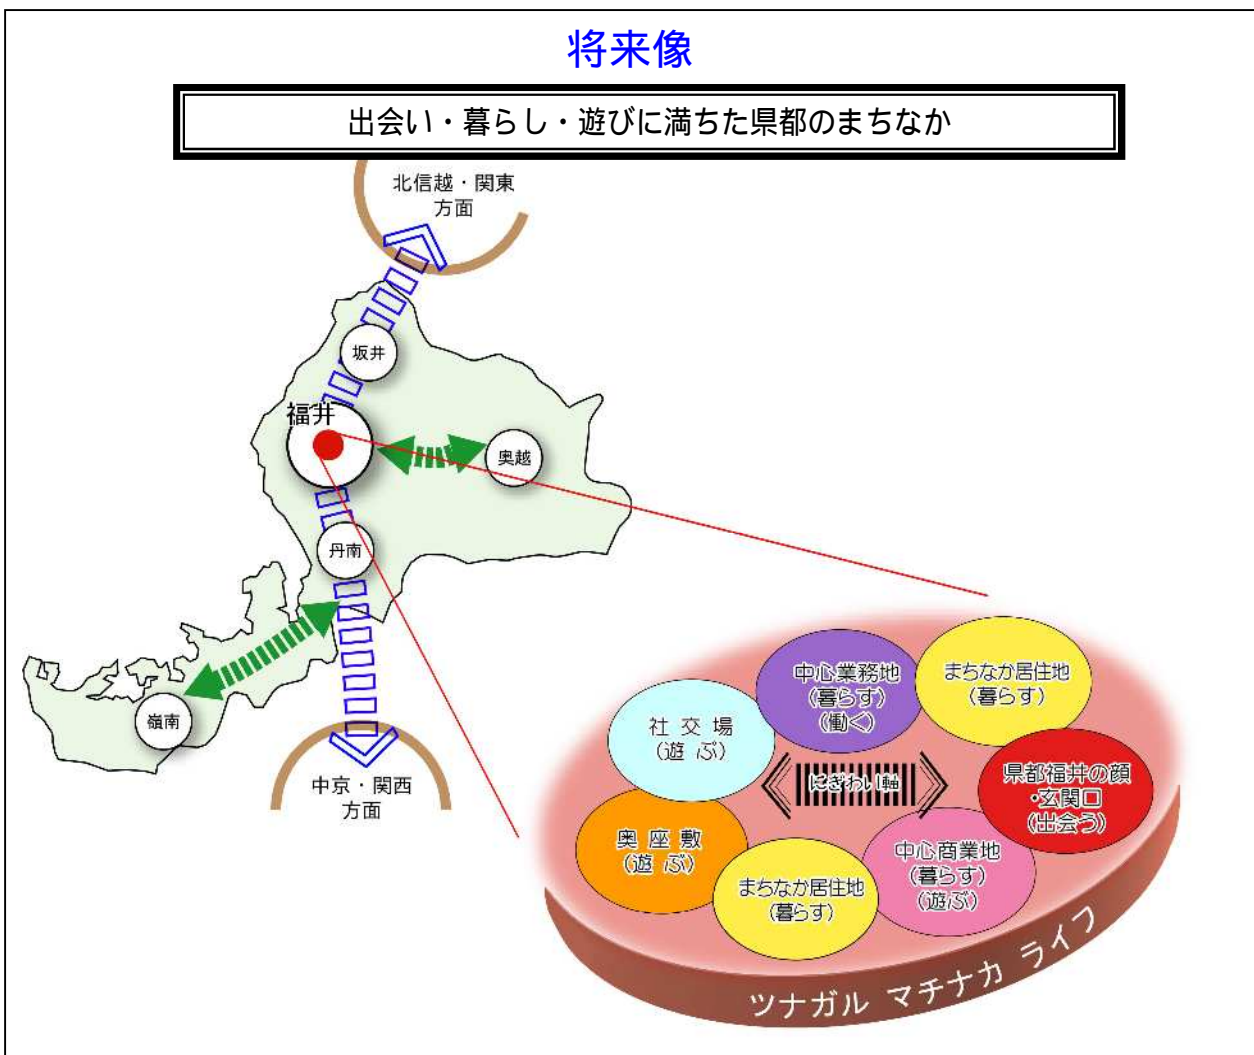 将来像
出会い・暮らし・遊びに満ちた県都のまちなか
北信越・関東
方面
坂井
福井
奥越
丹南
嶺南
中京・関西
方面
中心業務地
(暮らす)
(働く)
まちなか居住地
(暮らす)
社交場
(遊ぶ)
にぎわい軸
県都福井の顔
・玄関口
(出会う)
奥座敷
(遊ぶ)
中心商業地
(暮らす)
(遊ぶ)
まちなか居住地
(暮らす)
ツナガル マチナカ ライフ